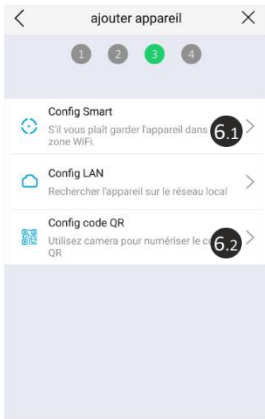 ajouter appareil
1 2 3 4
Config Smart
S'il vous plaît garder l'appareil dans
6.1
zone WiFi.
Config LAN
Rechercher l'appareil sur le réseau local
Config code QR
Utilisez camera pour numériser le c
6.2
QR